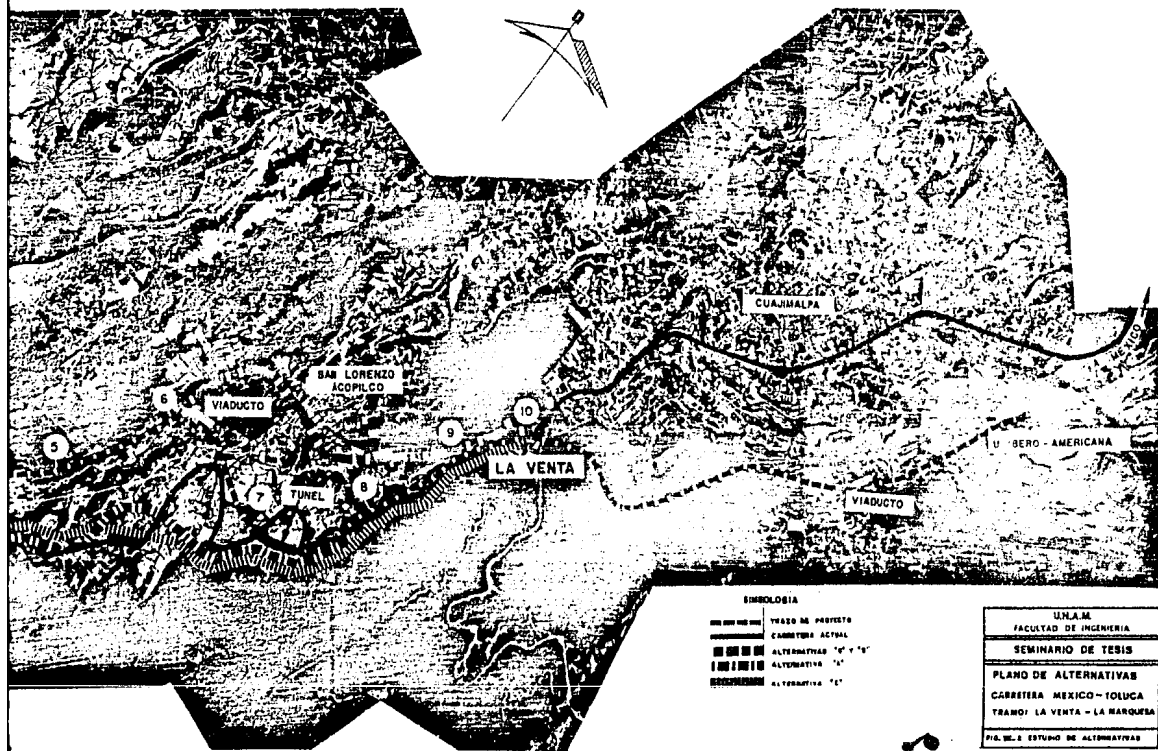 CUAJIMALPA
SAN LORENZO
ACOPILCO
6
VIADUCTO
10
9
5
U. IBERO-AMERICANA
LA VENTA
8
7
TUNEL
VIADUCTO
SIMBOLOGIA
TRAZO DE PROYECTO
CARRETERA ACTUAL
ALTERNATIVAS
ALTERNATIVA
ALTERNATIVA
U.N.A.M.
FACULTAD DE INGENIERIA
SEMINARIO DE TESIS
PLANO DE ALTERNATIVAS
CARRETERA MEXICO-TOLUCA
TRAMO: LA VENTA - LA MARQUESA
ESTUDIO DE ALTERNATIVAS